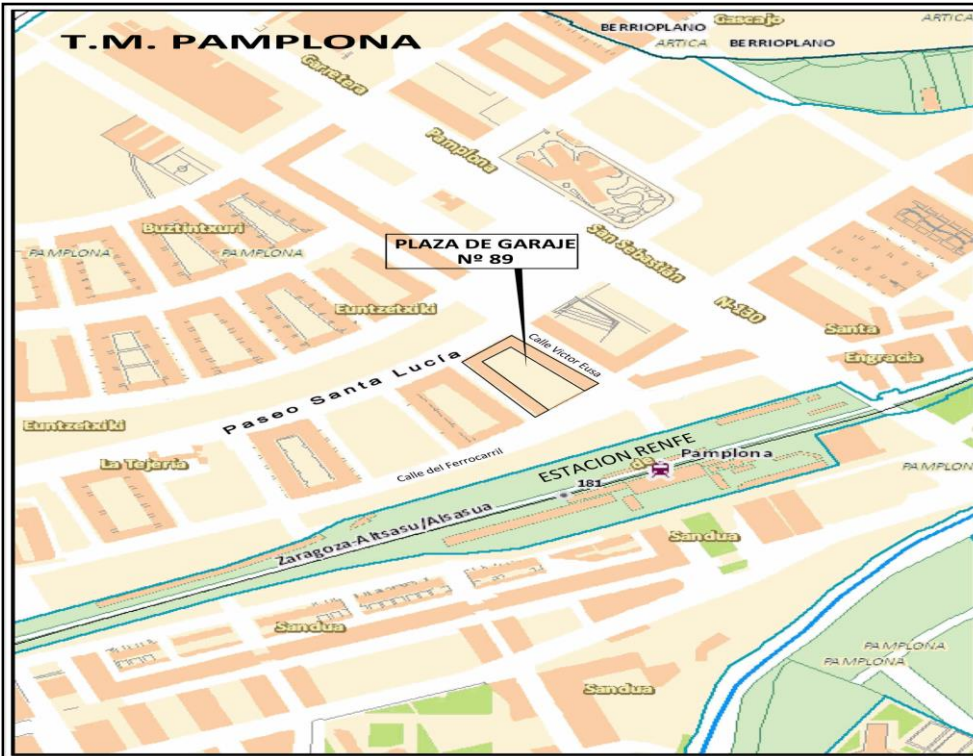 T.M. PAMPLONA
Gascajo
ARTICA
BERRIOPLANO
ARTICA
BERRIOPLANO
Carretera
Pamplona
San Sebastián
N-130
Buztintxuri
PAMPLONA
PAMPLONA
PLAZA DE GARAJE
Nº 89
Euntzetxiki
Calle Victor Eusa
Santa
Engracia
Paseo Santa Lucía
Euntzetxiki
La Tejería
Calle del Ferrocarril
ESTACION RENFE
de
Pamplona
181
Zaragoza-Altsasu/Alsasua
PAMPLONA
Sandua
Sandua
Sandua
PAMPLONA
PAMPLONA